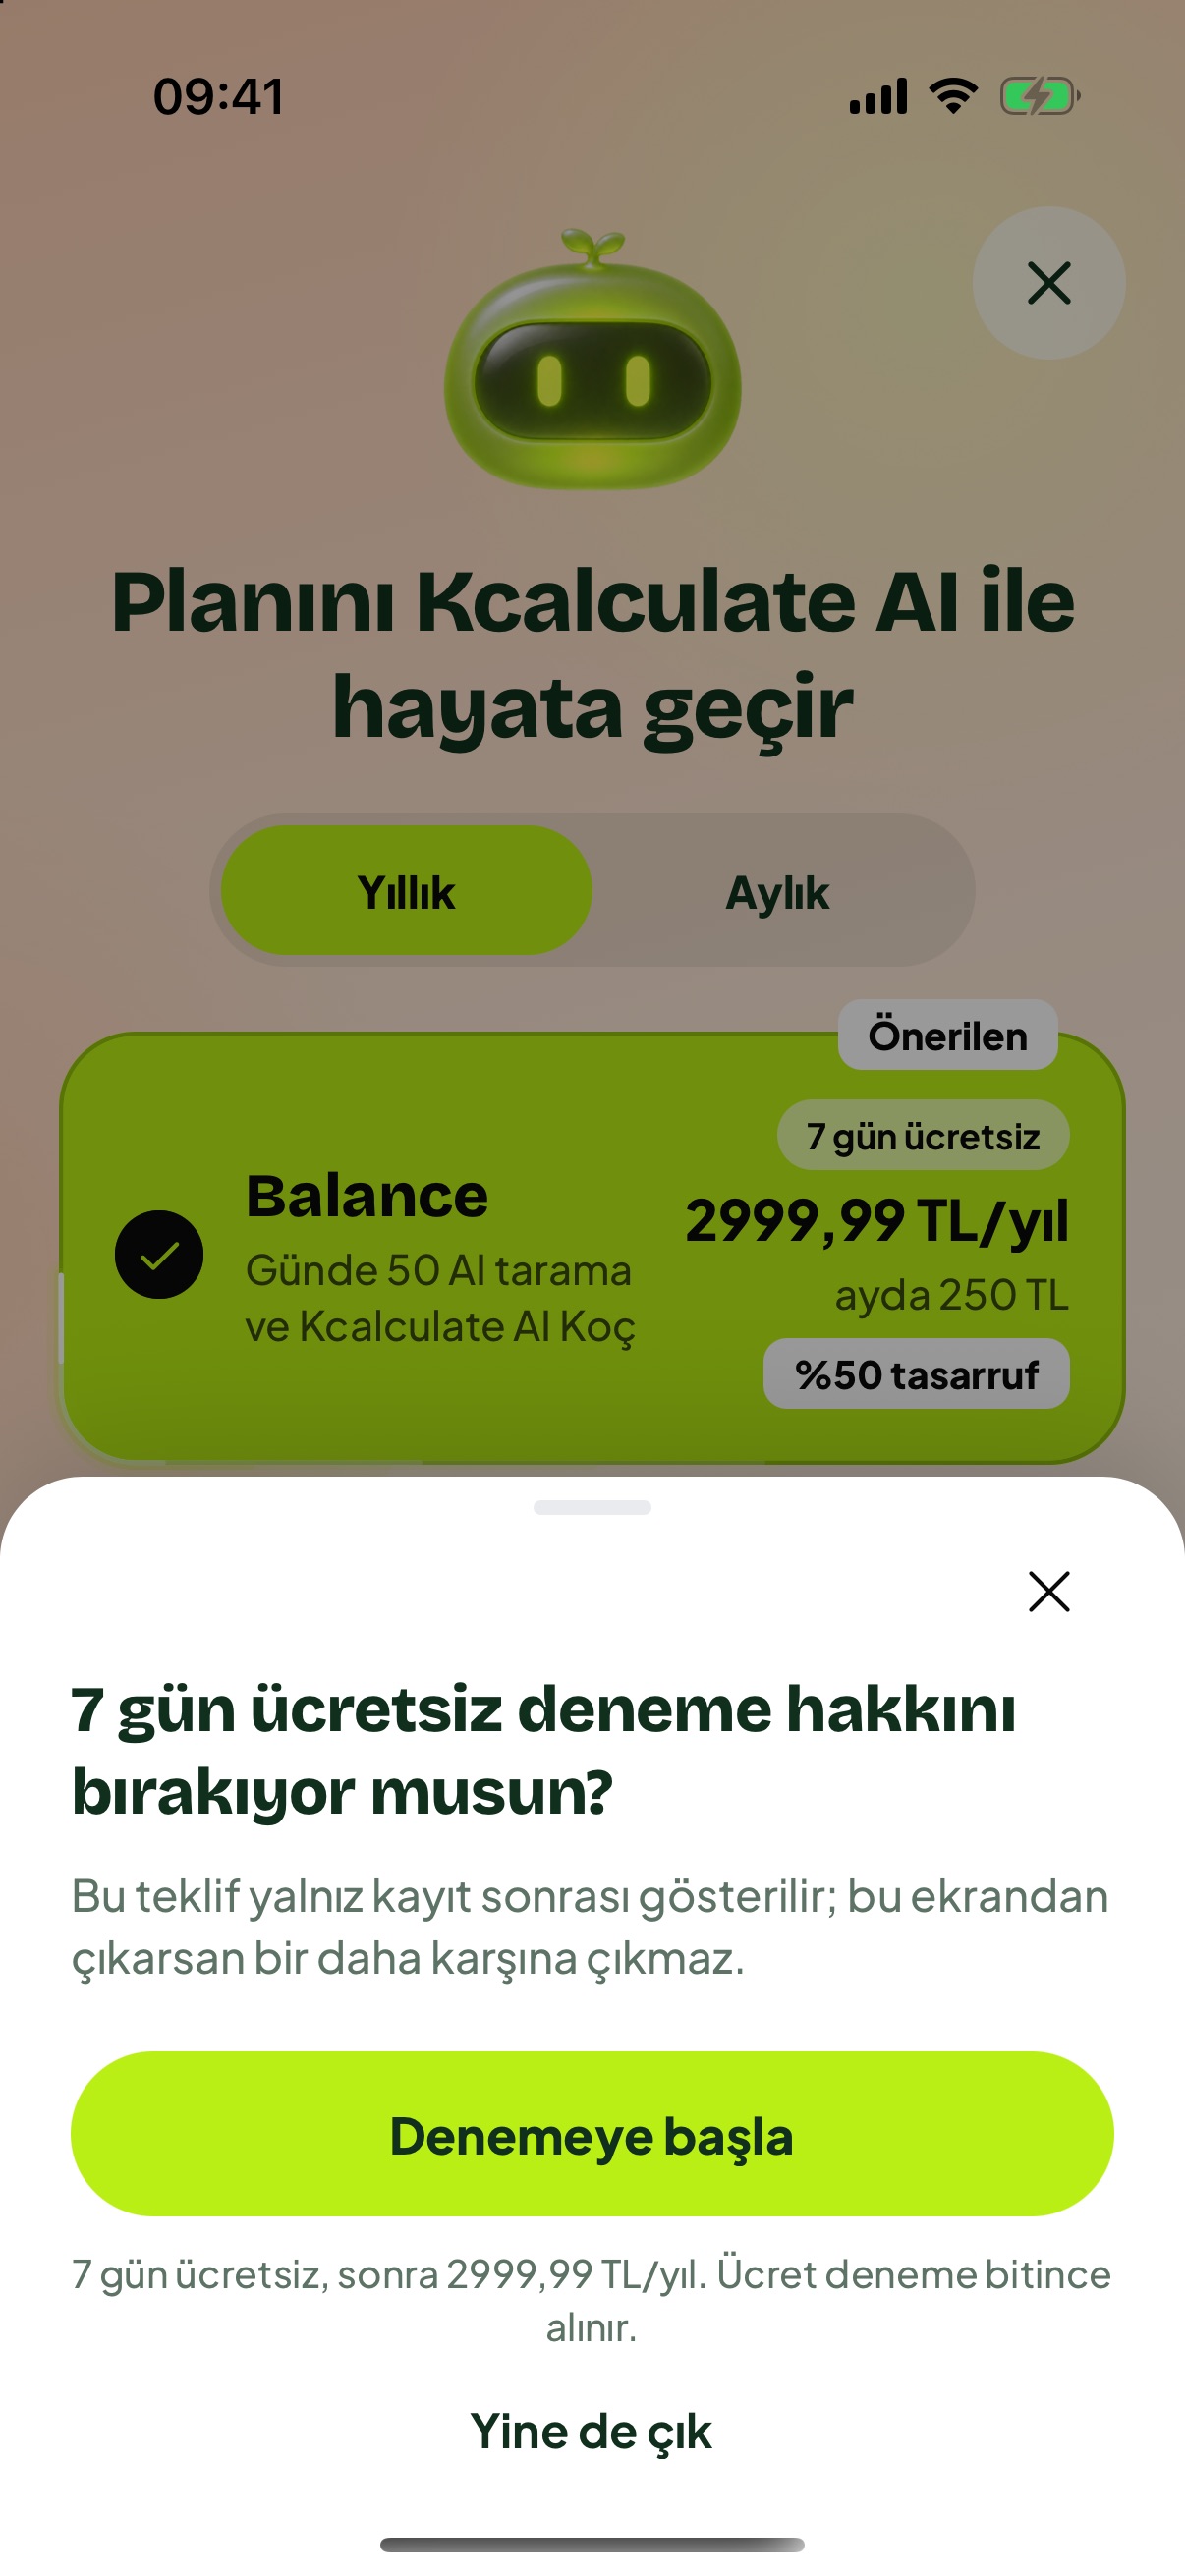 09:41
Planını Kcalculate AI ile
hayata geçir
Yıllık
Aylık
Önerilen
7 gün ücretsiz
Balance
2999,99 TL/yıl
Günde 50 AI tarama
ve Kcalculate AI Koç
ayda 250 TL
%50 tasarruf
7 gün ücretsiz deneme hakkını
bırakıyor musun?
Bu teklif yalnız kayıt sonrası gösterilir; bu ekrandan
çıkarsan bir daha karşına çıkmaz.
Denemeye başla
7 gün ücretsiz, sonra 2999,99 TL/yıl. Ücret deneme bitince
alınır.
Yine de çık